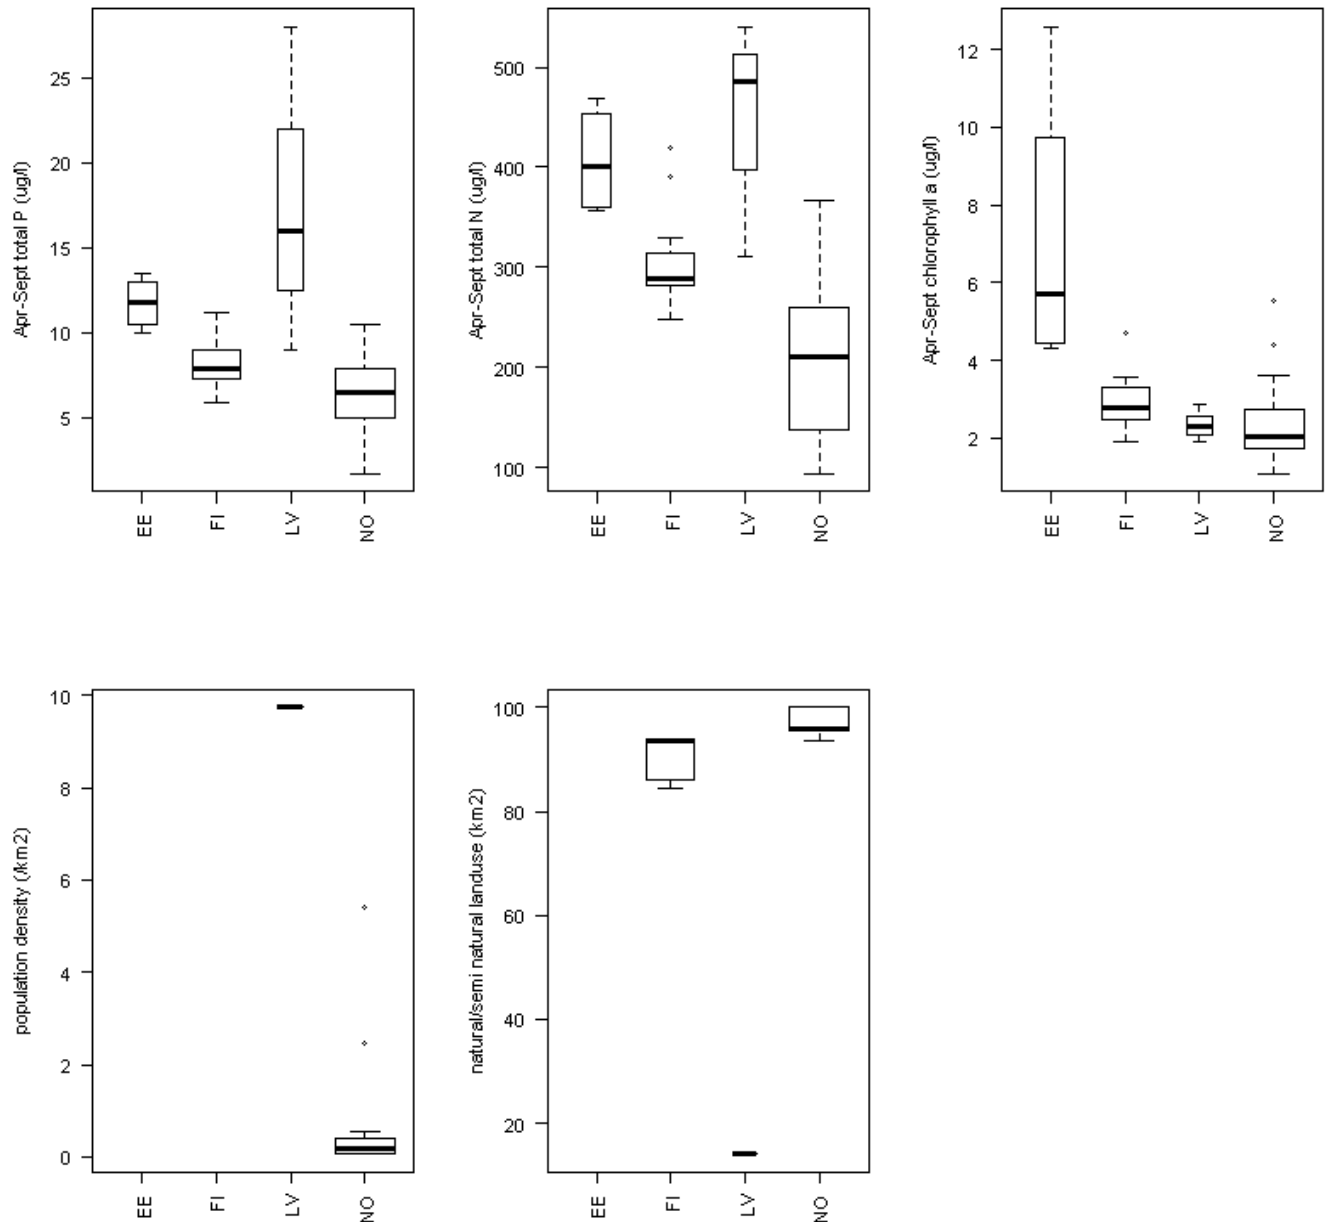 Apr-Sept total P (ug/l)
25
20
15
10
5
EE
FI
LV
NO
Apr-Sept total N (ug/l)
500
400
300
200
100
EE
FI
LV
NO
Apr-Sept chlorophyll a (ug/l)
12
10
8
6
4
2
EE
FI
LV
NO
population density (/km2)
10
8
6
4
2
0
EE
FI
LV
NO
natural/semi natural landuse (km2)
100
80
60
40
20
EE
FI
LV
NO